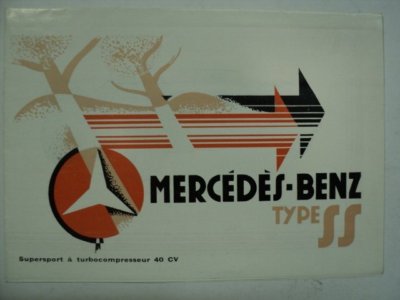 MERCÉDÈS-BENZ
TYPE SS
Supersport à turbocompresseur 40 CV